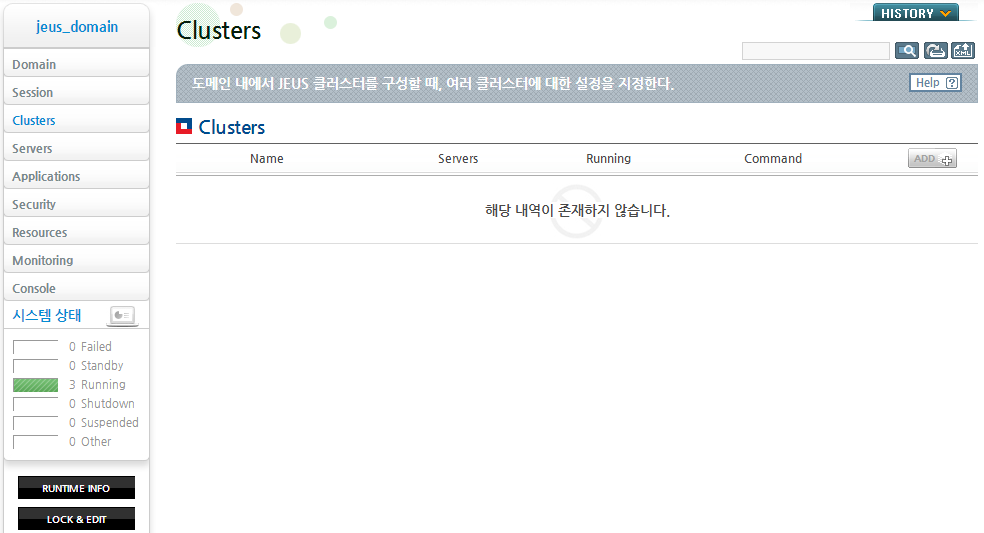 jeus_domain
Domain
Session
Clusters
Servers
Applications
Security
Resources
Monitoring
Console
시스템 상태
0 Failed
0 Standby
3 Running
0 Shutdown
0 Suspended
0 Other
RUNTIME INFO
LOCK & EDIT
Clusters
HISTORY
XML
도메인 내에서 JEUS 클러스터를 구성할 때, 여러 클러스터에 대한 설정을 지정한다.
Help ?
Clusters
Name Servers Running Command ADD
해당 내역이 존재하지 않습니다.